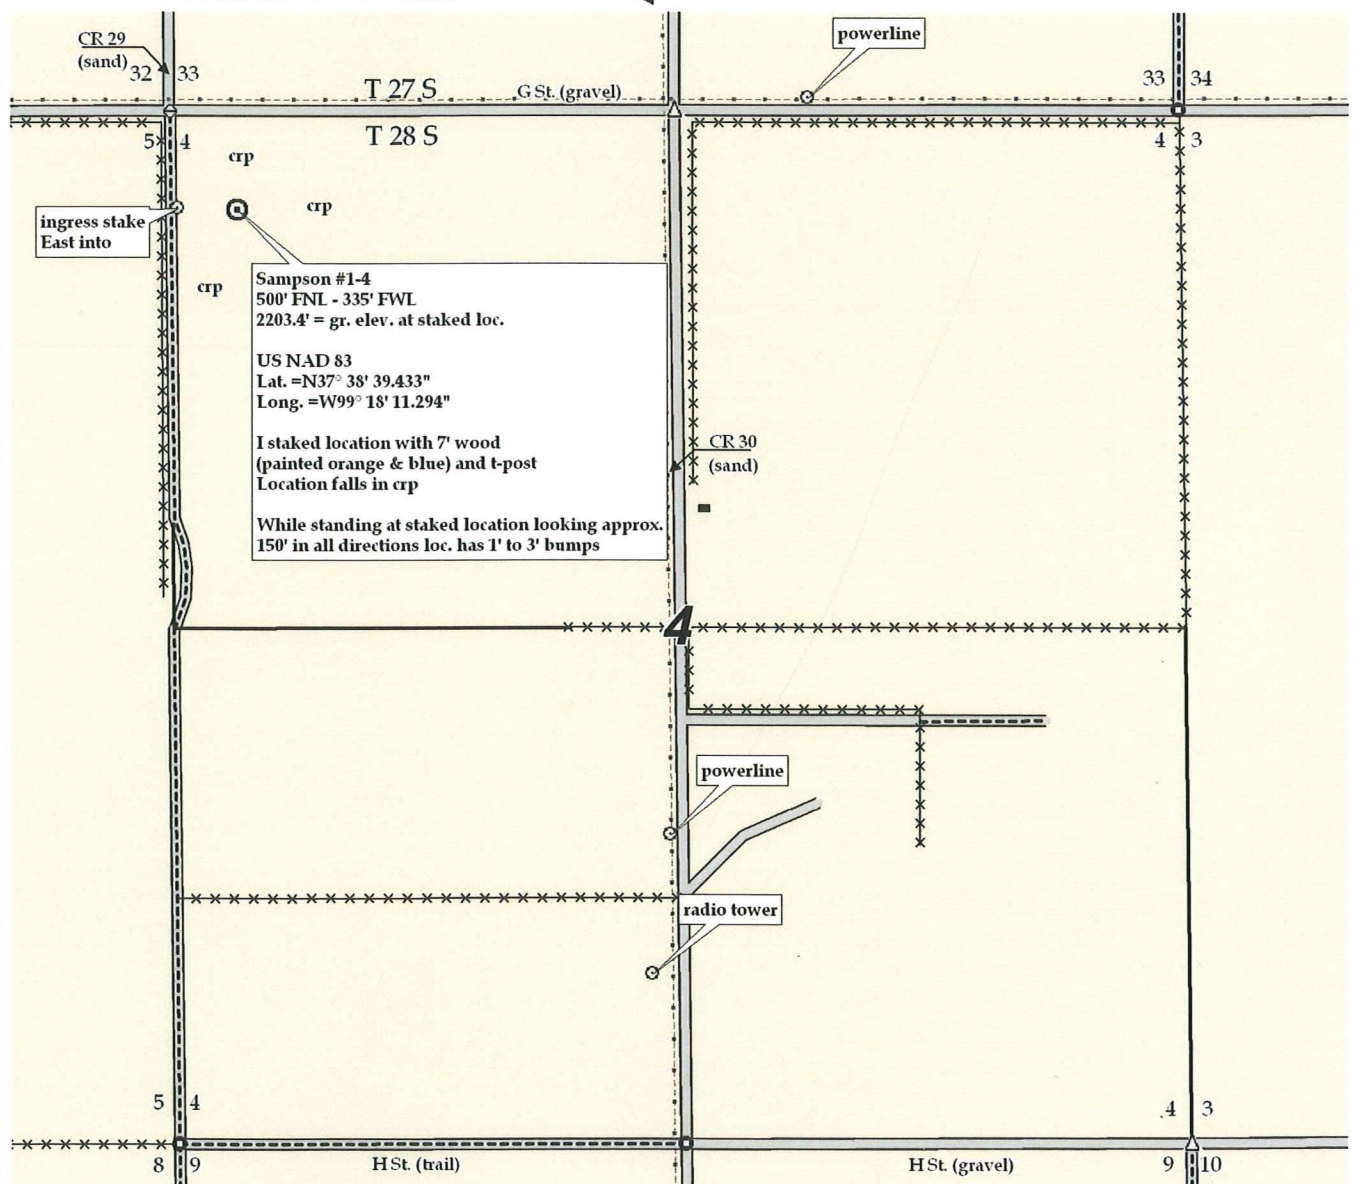 powerline
CR 29
(sand)
32 33
33 34
T 27 S
G St. (gravel)
T 28 S
5 4
4 3
crp
crp
ingress stake
East into
crp
Sampson #1-4
500' FNL - 335' FWL
2203.4' = gr. elev. at staked loc.
US NAD 83
Lat. =N37° 38' 39.433"
Long. =W99° 18' 11.294"
I staked location with 7' wood
(painted orange & blue) and t-post
Location falls in crp
While standing at staked location looking approx.
150' in all directions loc. has 1' to 3' bumps
CR 30
(sand)
4
powerline
radio tower
5 4
4 3
8 9
H St. (trail)
H St. (gravel)
9 10